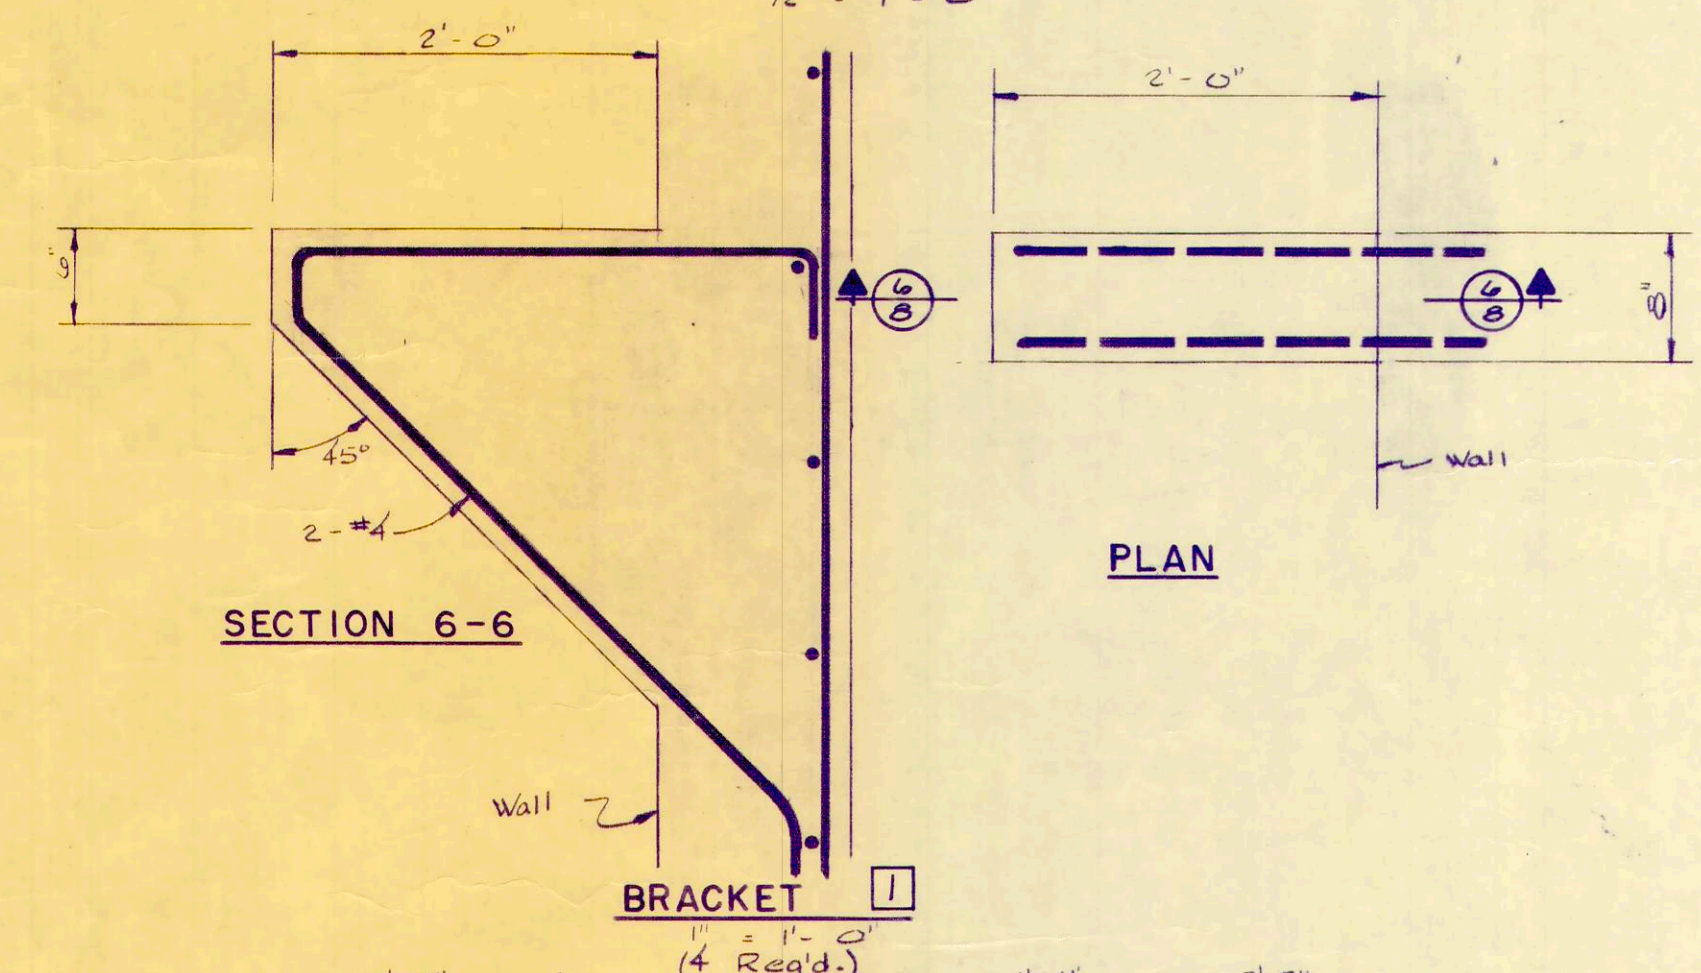 2'-0"
2'-0"
6"
6
8
6
8
8"
45°
Wall
2-#4
PLAN
SECTION 6-6
Wall
BRACKET 1
1" = 1'-0"
(4 Req'd.)